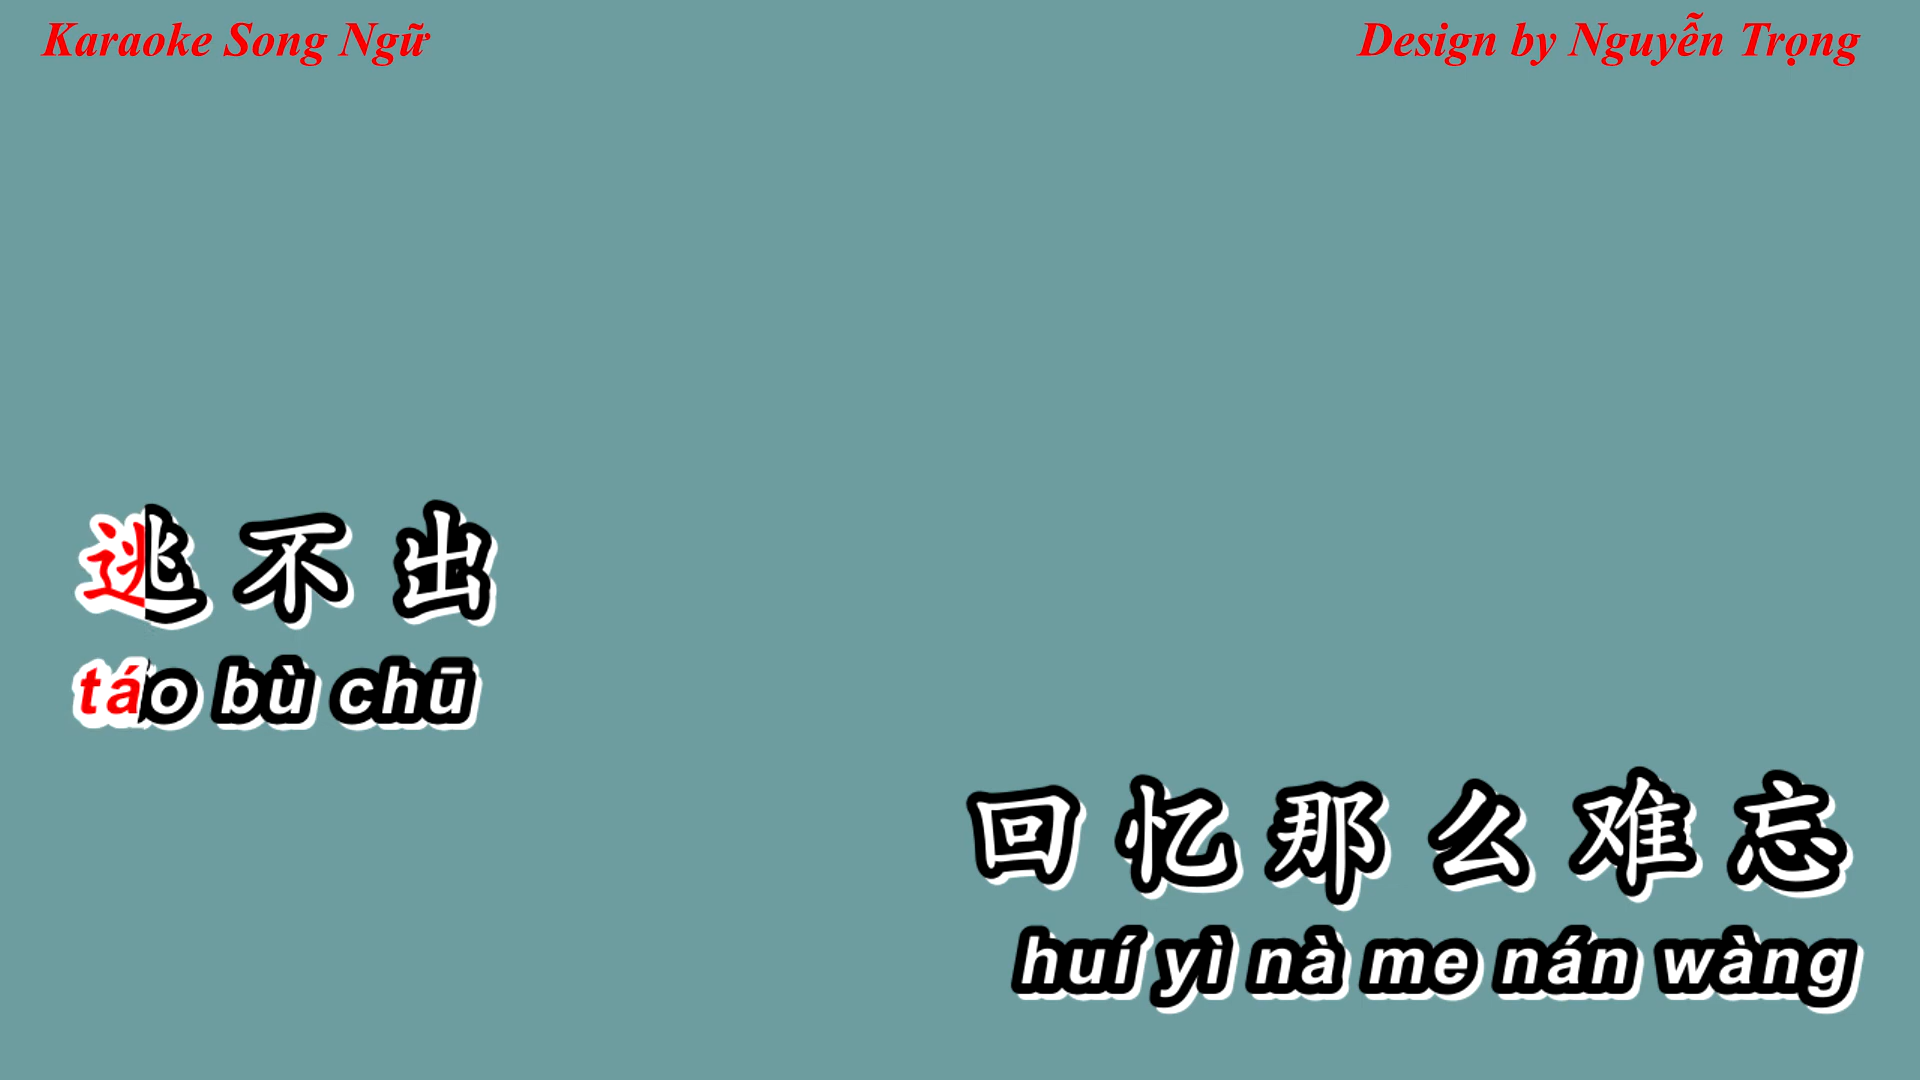 Karaoke Song Ngữ
Design by Nguyễn Trọng
逃不出
táo bù chū
回忆那么难忘
huí yì nà me nán wàng